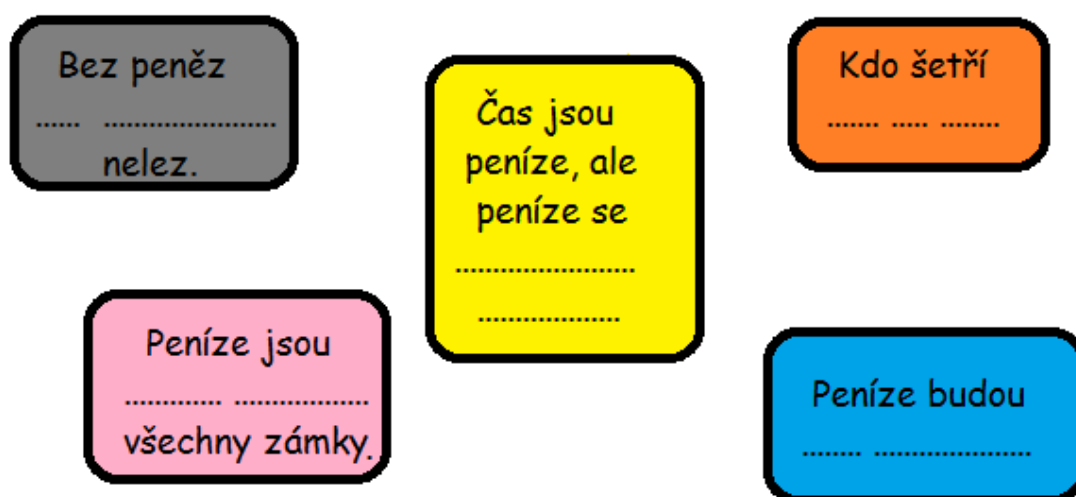 Bez peněz
...... .......................
nelez.
Čas jsou
peníze, ale
peníze se
........................
...................
Kdo šetří
....... ..... ........
Peníze jsou
............. ..................
všechny zámky.
Peníze budou
........ .....................